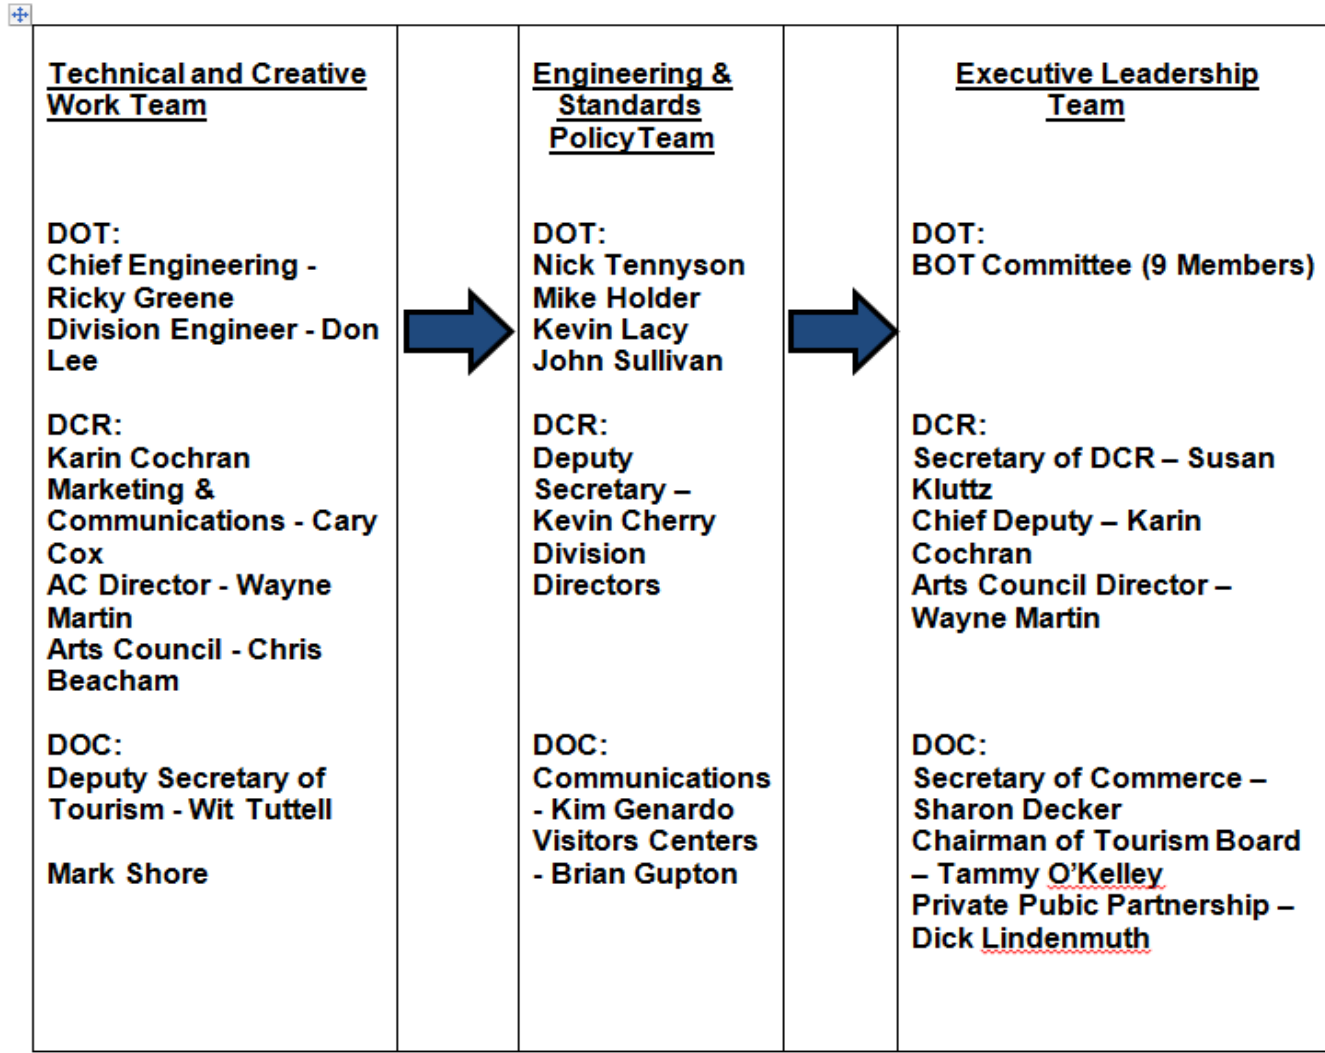 Technical and Creative
Work Team
DOT:
Chief Engineering -
Ricky Greene
Division Engineer - Don
Lee
DCR:
Karin Cochran
Marketing &
Communications - Cary
Cox
AC Director - Wayne
Martin
Arts Council - Chris
Beacham
DOC:
Deputy Secretary of
Tourism - Wit Tuttell
Mark Shore
Engineering &
Standards
Policy Team
DOT:
Nick Tennyson
Mike Holder
Kevin Lacy
John Sullivan
DCR:
Deputy
Secretary –
Kevin Cherry
Division
Directors
DOC:
Communications
- Kim Genardo
Visitors Centers
- Brian Gupton
Executive Leadership
Team
DOT:
BOT Committee (9 Members)
DCR:
Secretary of DCR – Susan
Kluttz
Chief Deputy – Karin
Cochran
Arts Council Director –
Wayne Martin
DOC:
Secretary of Commerce –
Sharon Decker
Chairman of Tourism Board
– Tammy O’Kelley
Private Pubic Partnership –
Dick Lindenmuth